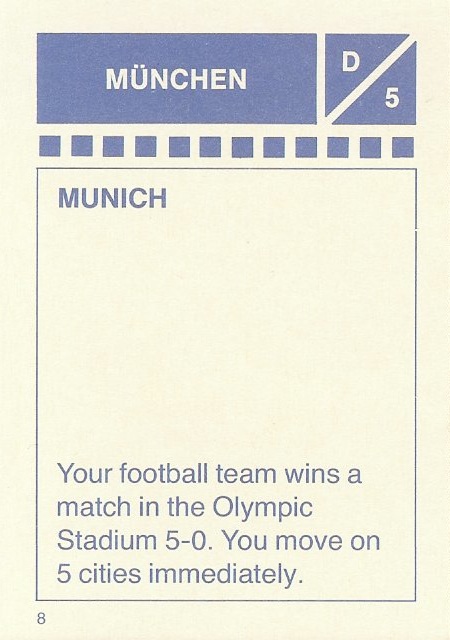 MÜNCHEN
D
5
MUNICH
Your football team wins a
match in the Olympic
Stadium 5-0. You move on
5 cities immediately.
8